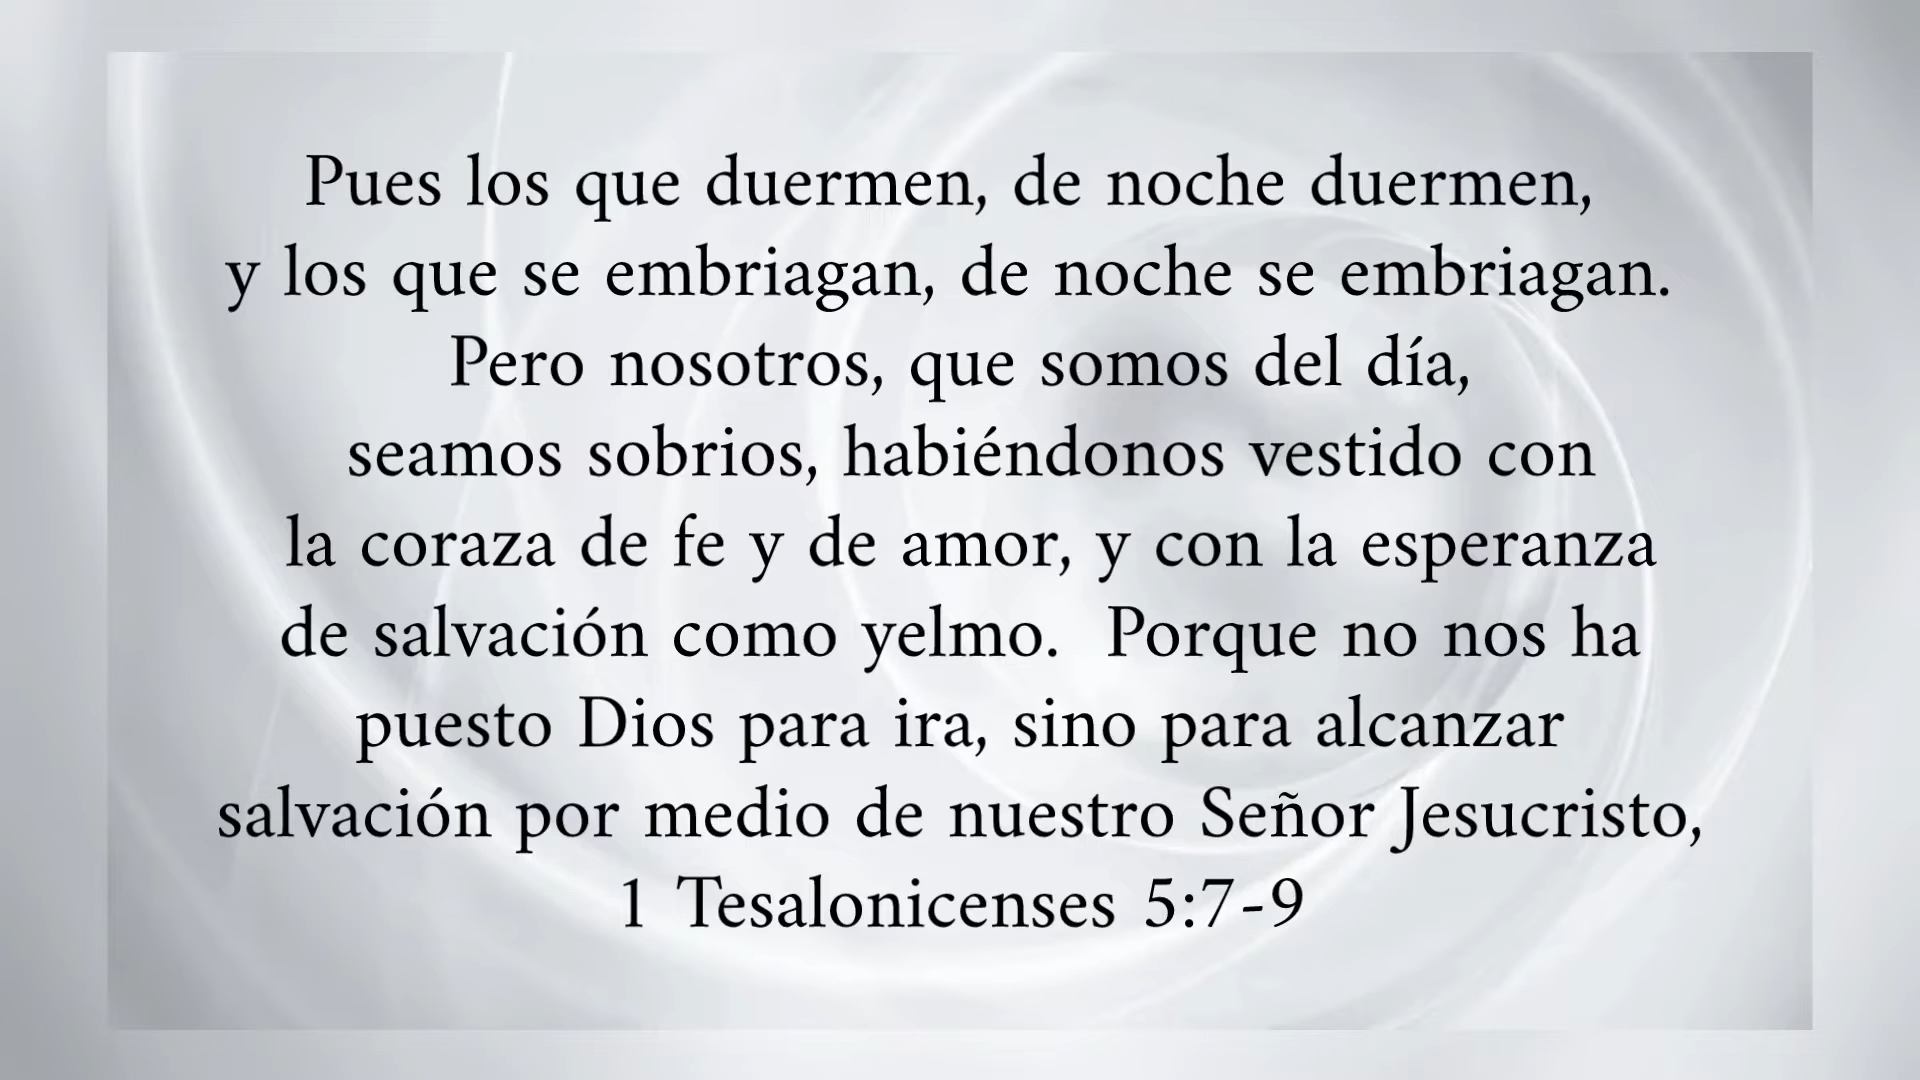 Pues los que duermen, de noche duermen,
y los que se embriagan, de noche se embriagan.
Pero nosotros, que somos del día,
seamos sobrios, habiéndonos vestido con
la coraza de fe y de amor, y con la esperanza
de salvación como yelmo.  Porque no nos ha
puesto Dios para ira, sino para alcanzar
salvación por medio de nuestro Señor Jesucristo,
1 Tesalonicenses 5:7-9